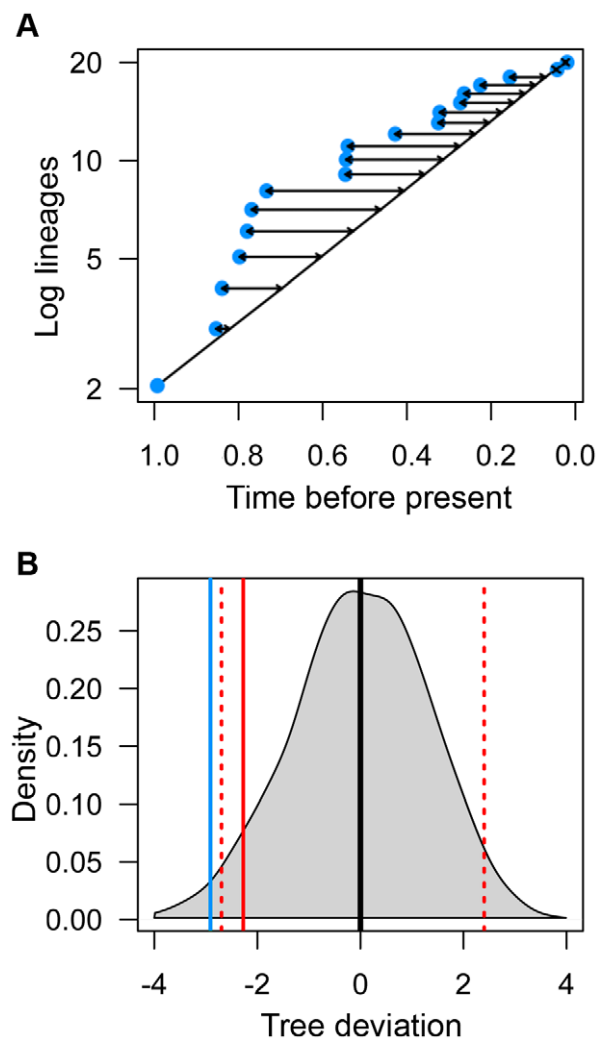 A
Log lineages
20
10
5
2
1.0 0.8 0.6 0.4 0.2 0.0
Time before present
B
Density
0.25
0.20
0.15
0.10
0.05
0.00
-4 -2 0 2 4
Tree deviation